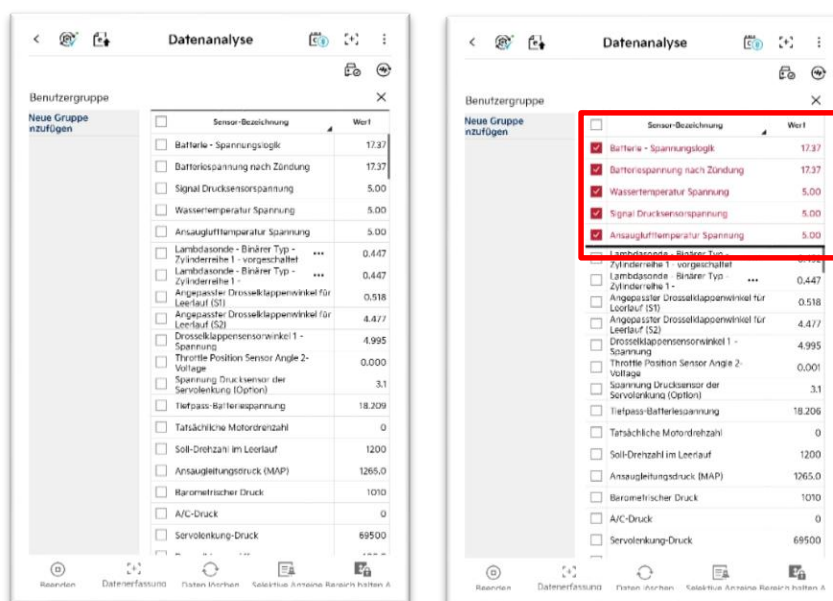 Datenanalyse
Benutzergruppe
Neue Gruppe
nzufügen
Sensor-Bezeichnung Wert
Batterie - Spannungslogik 17.37
Batteriespannung nach Zündung 17.37
Signal Drucksensorspannung 5.00
Wassertemperatur Spannung 5.00
Ansauglufttemperatur Spannung 5.00
Lambdasonde - Binärer Typ -
Zylinderreihe 1 - vorgeschaltet ... 0.447
Lambdasonde - Binärer Typ -
Zylinderreihe 1 - ... 0.447
Angepasster Drosselklappenwinkel für
Leerlauf (S1) 0.518
Angepasster Drosselklappenwinkel für
Leerlauf (S2) 4.477
Drosselklappensensorwinkel 1 -
Spannung 4.995
Throttle Position Sensor Angle 2-
Voltage 0.000
Spannung Drucksensor der
Servolenkung (Option) 3.1
Tiefpass-Batteriespannung 18.209
Tatsächliche Motordrehzahl 0
Soll-Drehzahl im Leerlauf 1200
Ansaugleitungsdruck (MAP) 1265.0
Barometrischer Druck 1010
A/C-Druck 0
Servolenkung-Druck 69500
Beenden Datenerfassung Daten löschen Selektive Anzeige Bereich halten A
Datenanalyse
Benutzergruppe
Neue Gruppe
nzufügen
Sensor-Bezeichnung Wert
Batterie - Spannungslogik 17.37
Batteriespannung nach Zündung 17.37
Wassertemperatur Spannung 5.00
Signal Drucksensorspannung 5.00
Ansauglufttemperatur Spannung 5.00
Lambdasonde - Binärer Typ -
Zylinderreihe 1 - vorgeschaltet
Lambdasonde - Binärer Typ -
Zylinderreihe 1 - ... 0.447
Angepasster Drosselklappenwinkel für
Leerlauf (S1) 0.518
Angepasster Drosselklappenwinkel für
Leerlauf (S2) 4.477
Drosselklappensensorwinkel 1 -
Spannung 4.995
Throttle Position Sensor Angle 2-
Voltage 0.001
Spannung Drucksensor der
Servolenkung (Option) 3.1
Tiefpass-Batteriespannung 18.206
Tatsächliche Motordrehzahl 0
Soll-Drehzahl im Leerlauf 1200
Ansaugleitungsdruck (MAP) 1265.0
Barometrischer Druck 1010
A/C-Druck 0
Servolenkung-Druck 69500
Beenden Datenerfassung Daten löschen Selektive Anzeige Bereich halten A